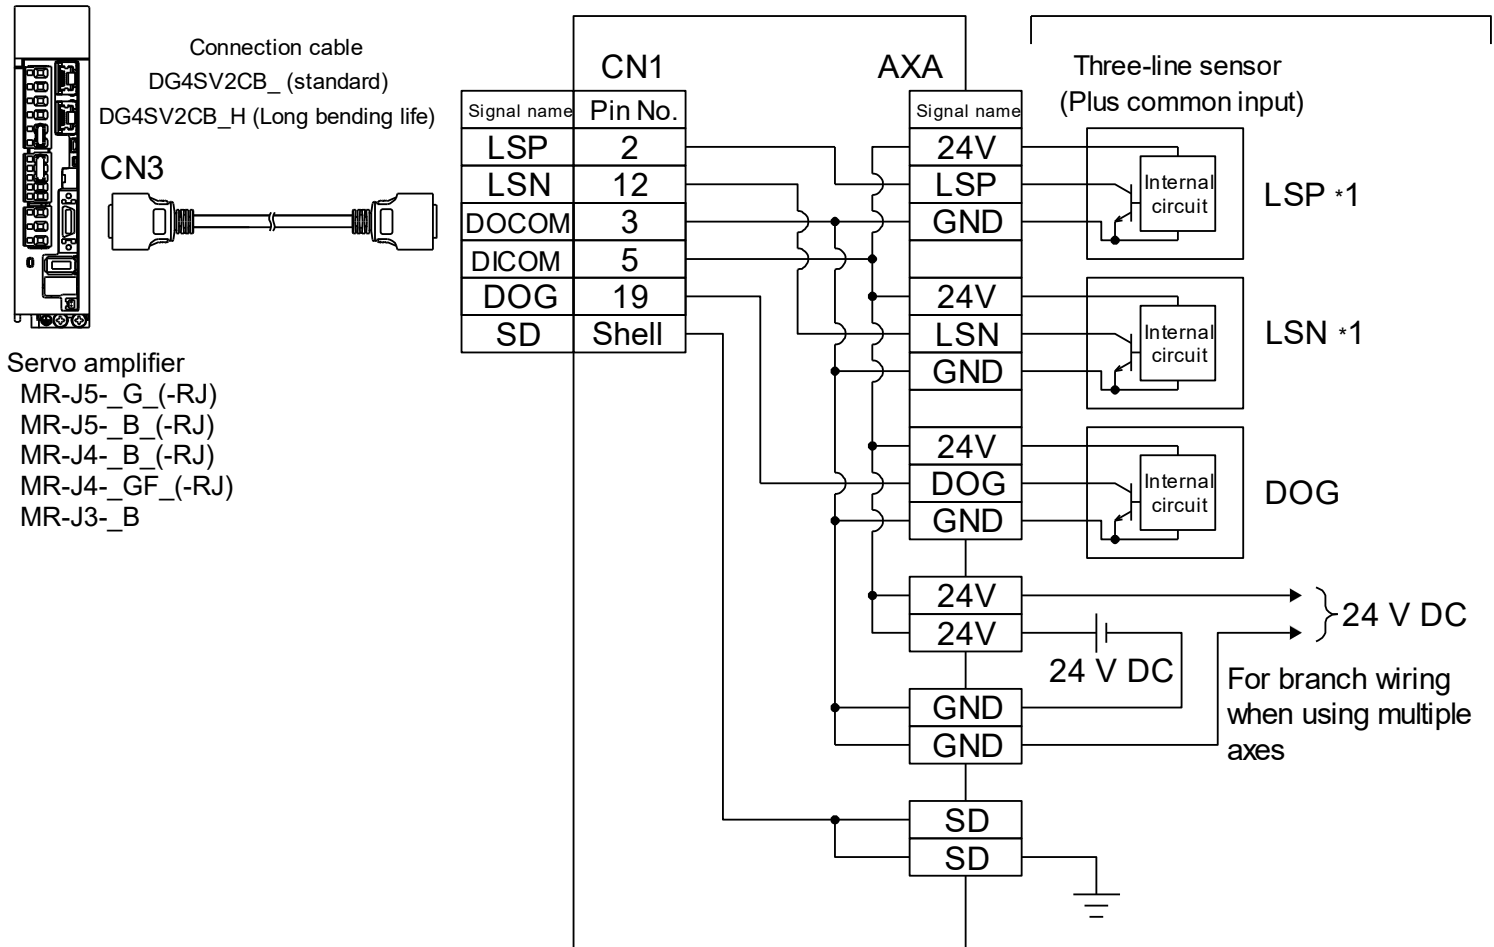 Connection cable
DG4SV2CB_ (standard)
DG4SV2CB_H (Long bending life)
CN3
Servo amplifier
MR-J5-_G_(-RJ)
MR-J5-_B_(-RJ)
MR-J4-_B_(-RJ)
MR-J4-_GF_(-RJ)
MR-J3-_B
CN1
Signal name Pin No.
LSP 2
LSN 12
DOCOM 3
DICOM 5
DOG 19
SD Shell
AXA
Signal name
24V
LSP
GND
24V
LSN
GND
24V
DOG
GND
24V
24V
GND
GND
SD
SD
Three-line sensor
(Plus common input)
Internal
circuit
LSP *1
Internal
circuit
LSN *1
Internal
circuit
DOG
24 V DC
24 V DC
For branch wiring
when using multiple
axes